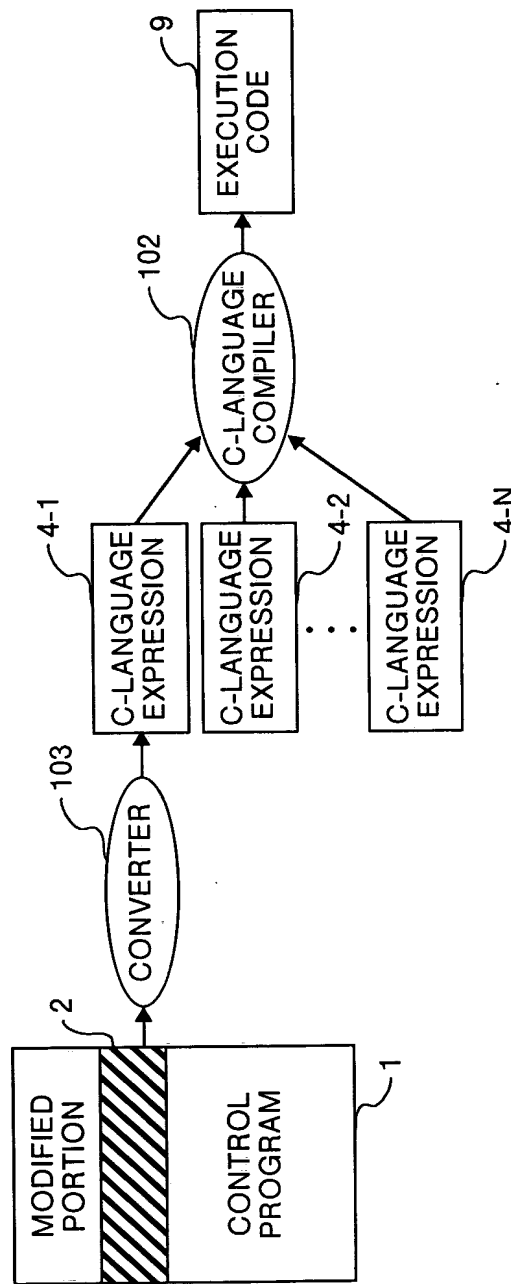 MODIFIED
PORTION
2
CONTROL
PROGRAM
1
103
CONVERTER
4-1
C-LANGUAGE
EXPRESSION
C-LANGUAGE
EXPRESSION
4-2
C-LANGUAGE
EXPRESSION
4-N
102
C-LANGUAGE
COMPILER
9
EXECUTION
CODE